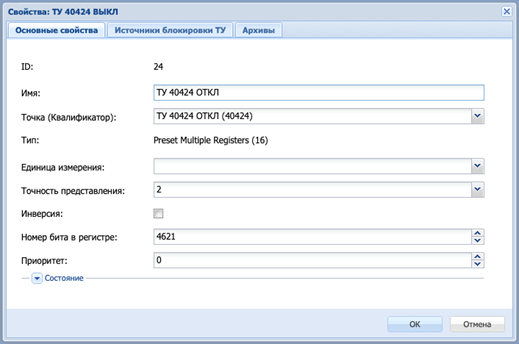 Свойства: ТУ 40424 ВЫКЛ
Основные свойства Источники блокировки ТУ Архивы
ID: 24
Имя: ТУ 40424 ОТКЛ
Точка (Квалификатор): ТУ 40424 ОТКЛ (40424)
Тип: Preset Multiple Registers (16)
Единица измерения:
Точность представления: 2
Инверсия:
Номер бита в регистре: 4621
Приоритет: 0
Состояние
ОК Отмена